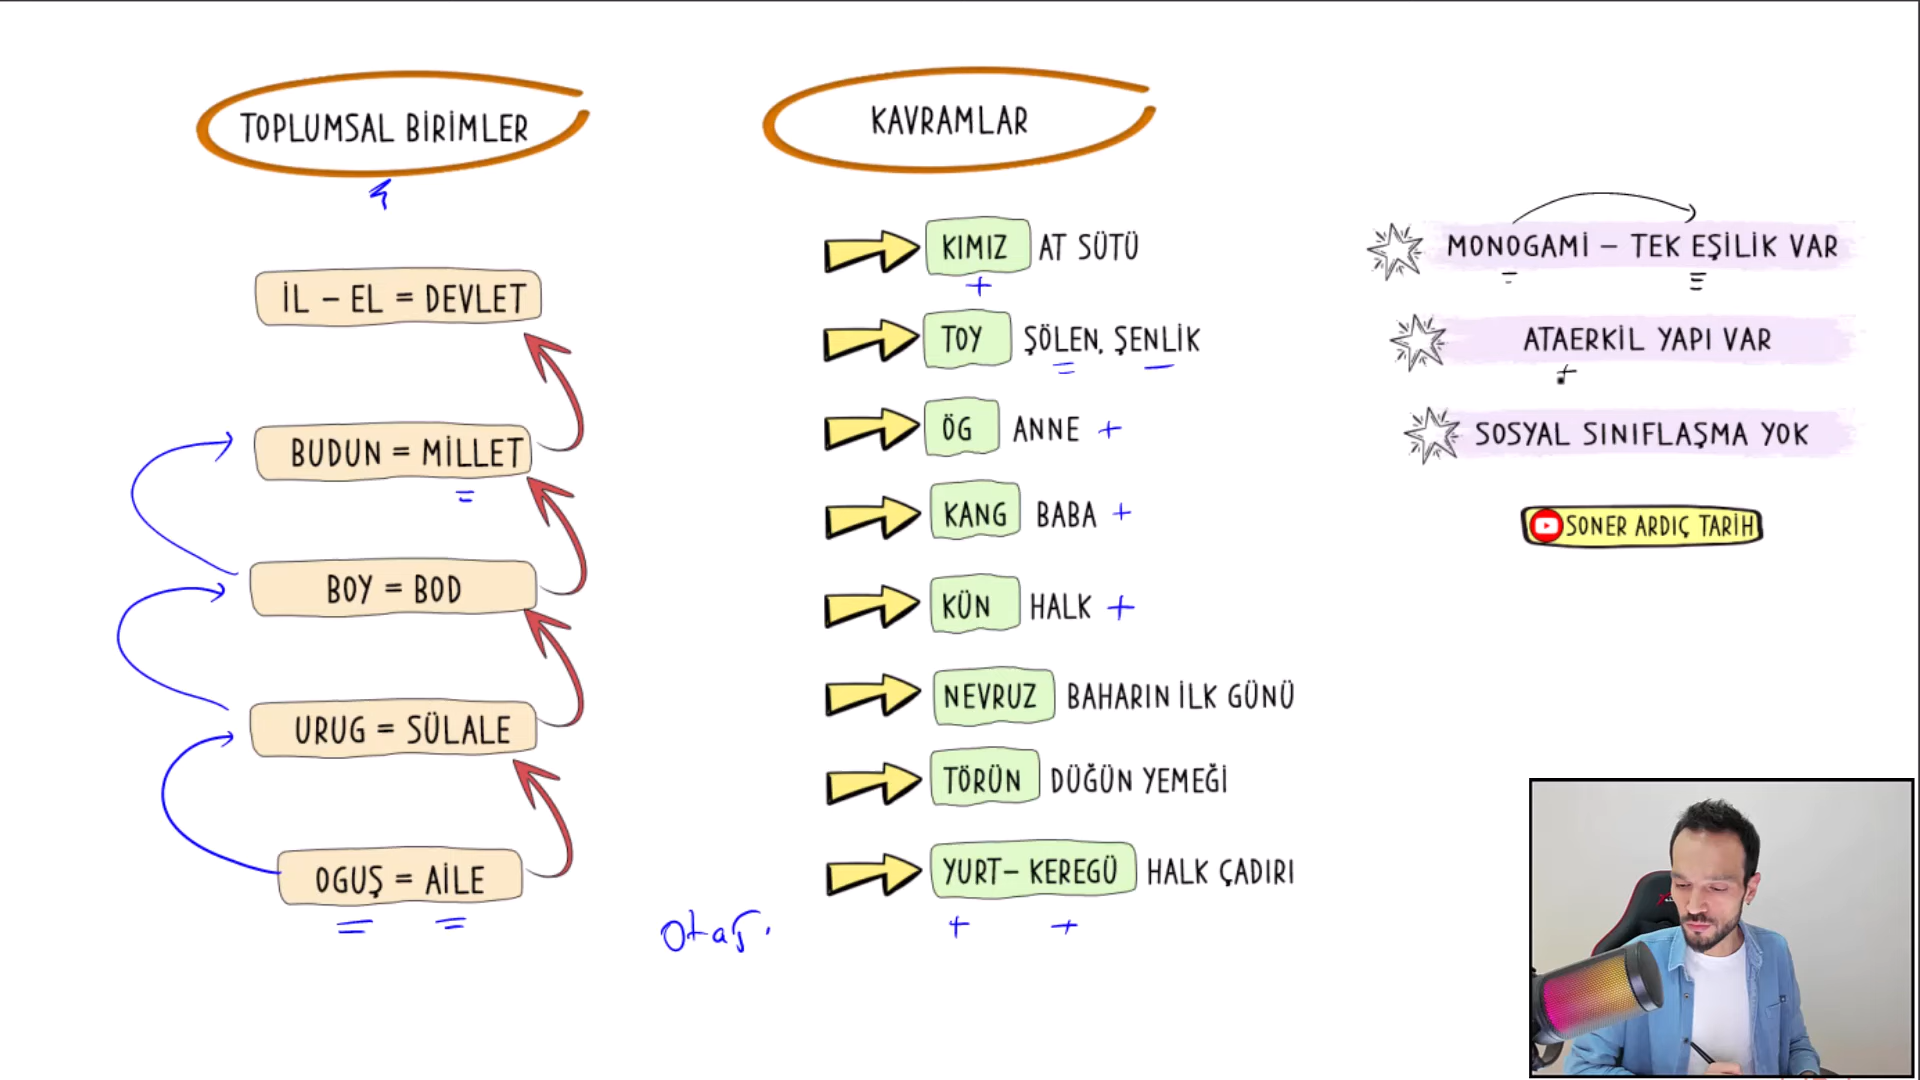 TOPLUMSAL BİRİMLER
İL - EL = DEVLET
BUDUN = MİLLET
BOY = BOD
URUG = SÜLALE
OGUŞ = AİLE
KAVRAMLAR
KIMIZ AT SÜTÜ
TOY ŞÖLEN, ŞENLİK
ÖG ANNE +
KANG BABA +
KÜN HALK +
NEVRUZ BAHARIN İLK GÜNÜ
TÖRÜN DÜĞÜN YEMEĞİ
YURT- KEREGÜ HALK ÇADIRI
MONOGAMİ – TEK EŞİLİK VAR
ATAERKİL YAPI VAR
SOSYAL SINIFLAŞMA YOK
SONER ARDIÇ TARİH